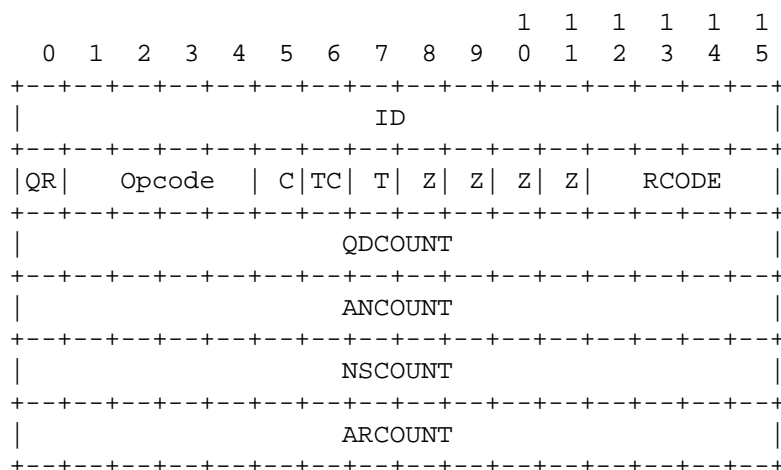 1  1  1  1  1  1
  0  1  2  3  4  5  6  7  8  9  0  1  2  3  4  5
+--+--+--+--+--+--+--+--+--+--+--+--+--+--+--+--+
|                      ID                       |
+--+--+--+--+--+--+--+--+--+--+--+--+--+--+--+--+
|QR|   Opcode  | C|TC| T| Z| Z| Z| Z|   RCODE   |
+--+--+--+--+--+--+--+--+--+--+--+--+--+--+--+--+
|                    QDCOUNT                    |
+--+--+--+--+--+--+--+--+--+--+--+--+--+--+--+--+
|                    ANCOUNT                    |
+--+--+--+--+--+--+--+--+--+--+--+--+--+--+--+--+
|                    NSCOUNT                    |
+--+--+--+--+--+--+--+--+--+--+--+--+--+--+--+--+
|                    ARCOUNT                    |
+--+--+--+--+--+--+--+--+--+--+--+--+--+--+--+--+